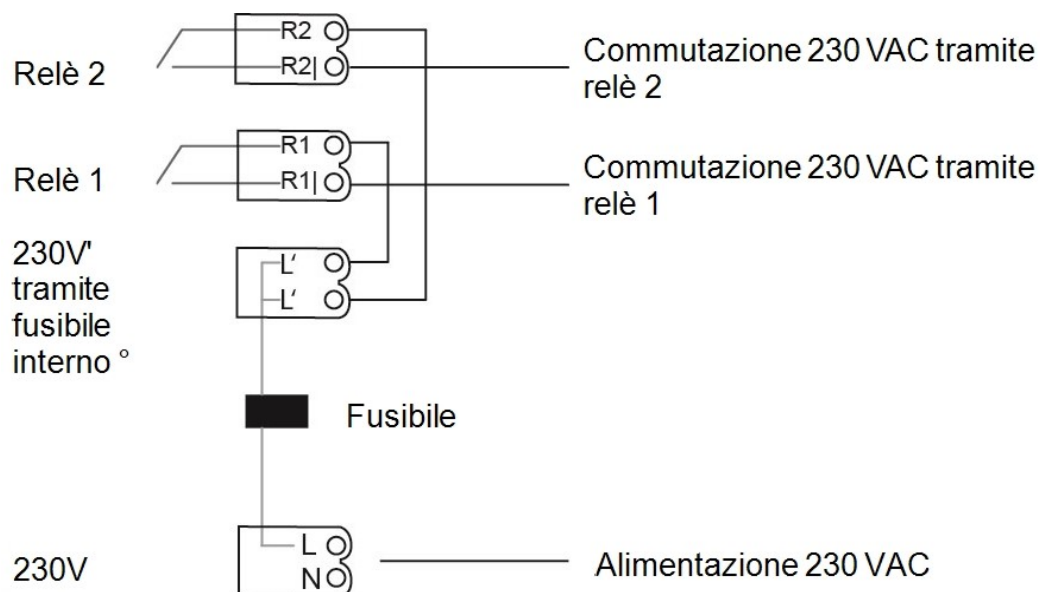 R2
Relè 2
R2|
Commutazione 230 VAC tramite
relè 2
R1
Relè 1
R1|
Commutazione 230 VAC tramite
relè 1
230V'
tramite
fusibile
interno °
L‘
L‘
Fusibile
230V
L
N
Alimentazione 230 VAC